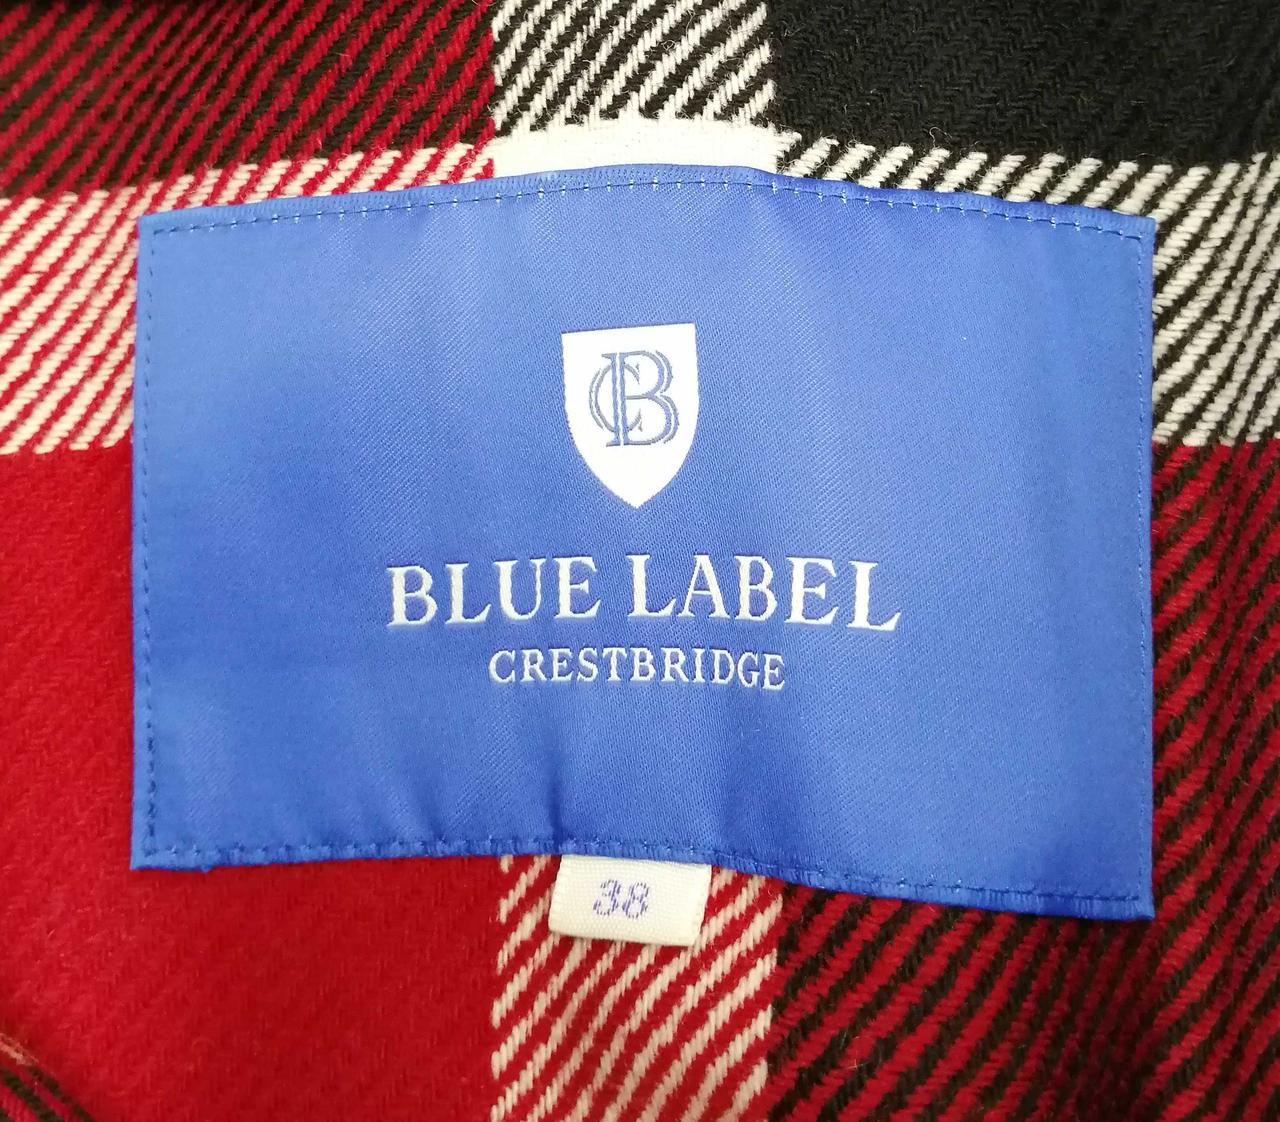 CB
BLUE LABEL
CRESTBRIDGE
38